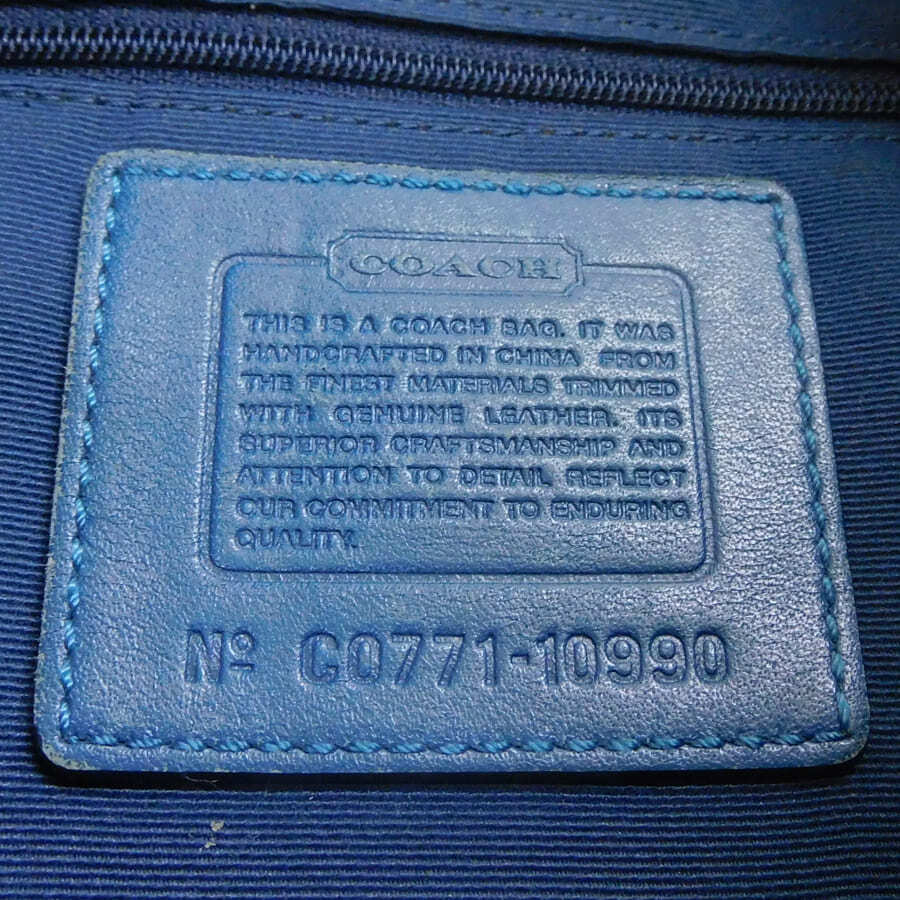 COACH
THIS IS A COACH BAG. IT WAS
HANDCRAFTED IN CHINA FROM
THE FINEST MATERIALS TRIMMED
WITH GENUINE LEATHER. ITS
SUPERIOR CRAFTSMANSHIP AND
ATTENTION TO DETAIL REFLECT
OUR COMMITMENT TO ENDURING
QUALITY.
Nº C0771-10990